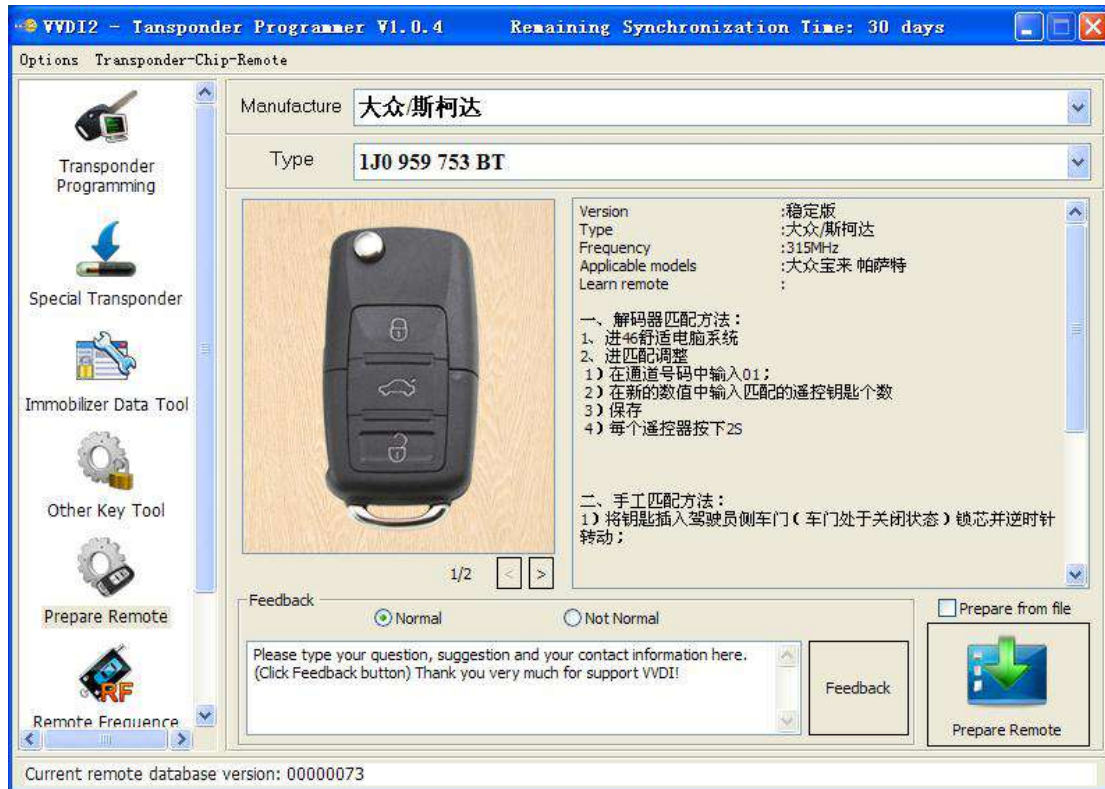 VVDI2 - Tansponder Programmer V1.0.4 Remaining Synchronization Time: 30 days
Options Transponder-Chip-Remote
Transponder
Programming
Special Transponder
Immobilizer Data Tool
Other Key Tool
Prepare Remote
RF
Remote Frequence
Manufacture 大众/斯柯达
Type 1J0 959 753 BT
Version :稳定版
Type :大众/斯柯达
Frequency :315MHz
Applicable models :大众宝来 帕萨特
Learn remote :
一、解码器匹配方法：
1、进46舒适电脑系统
2、进匹配调整
1）在通道号码中输入01；
2）在新的数值中输入匹配的遥控钥匙个数
3）保存
4）每个遥控器按下2S
二、手工匹配方法：
1）将钥匙插入驾驶员侧车门（车门处于关闭状态）锁芯并逆时针
转动；
1/2 < >
Feedback
Normal Not Normal
Please type your question, suggestion and your contact information here.
(Click Feedback button) Thank you very much for support VVDI!
Feedback
Prepare from file
Prepare Remote
Current remote database version: 00000073